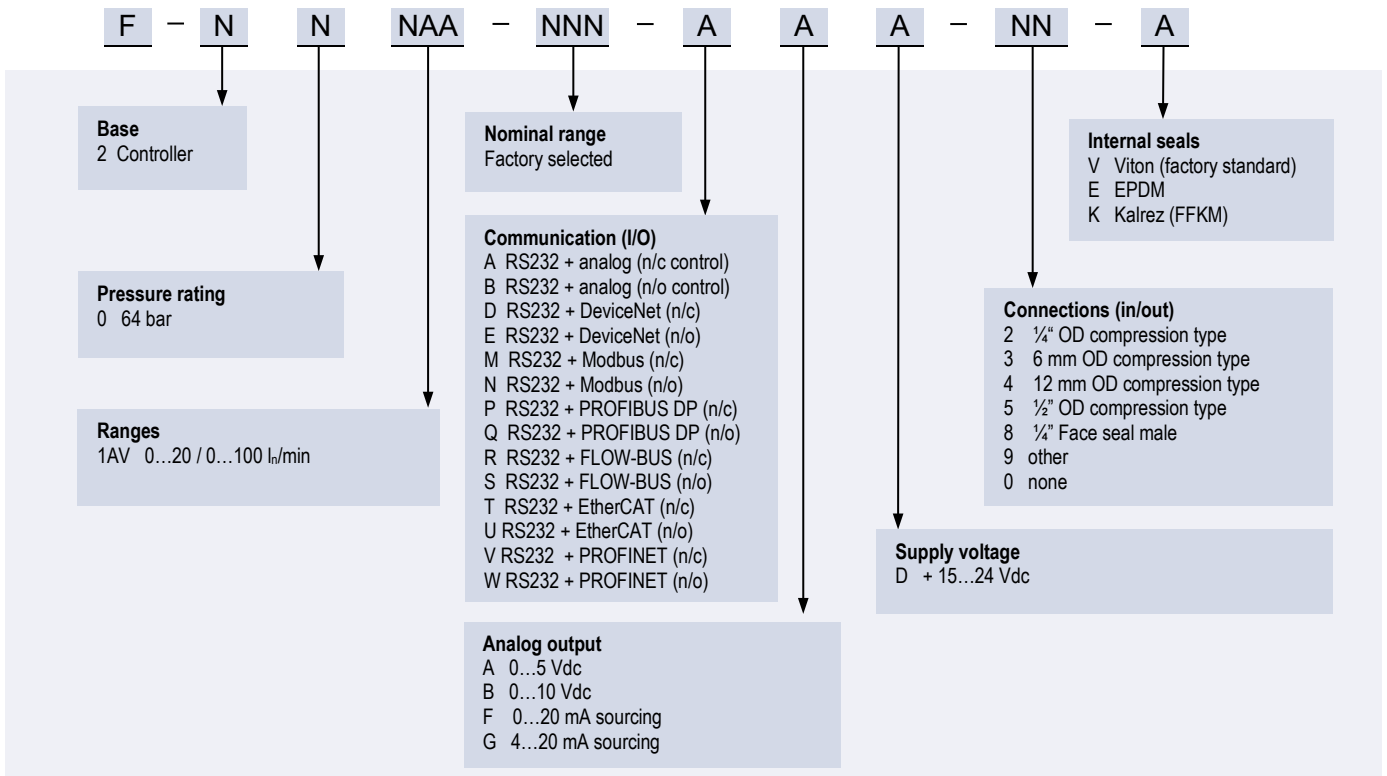 F – N N NAA – NNN – A A A – NN – A
Base
2 Controller
Pressure rating
0 64 bar
Ranges
1AV 0…20 / 0…100 lₙ/min
Nominal range
Factory selected
Communication (I/O)
A RS232 + analog (n/c control)
B RS232 + analog (n/o control)
D RS232 + DeviceNet (n/c)
E RS232 + DeviceNet (n/o)
M RS232 + Modbus (n/c)
N RS232 + Modbus (n/o)
P RS232 + PROFIBUS DP (n/c)
Q RS232 + PROFIBUS DP (n/o)
R RS232 + FLOW-BUS (n/c)
S RS232 + FLOW-BUS (n/o)
T RS232 + EtherCAT (n/c)
U RS232 + EtherCAT (n/o)
V RS232 + PROFINET (n/c)
W RS232 + PROFINET (n/o)
Analog output
A 0…5 Vdc
B 0…10 Vdc
F 0…20 mA sourcing
G 4…20 mA sourcing
Internal seals
V Viton (factory standard)
E EPDM
K Kalrez (FFKM)
Connections (in/out)
2 ¼“ OD compression type
3 6 mm OD compression type
4 12 mm OD compression type
5 ½” OD compression type
8 ¼” Face seal male
9 other
0 none
Supply voltage
D + 15…24 Vdc